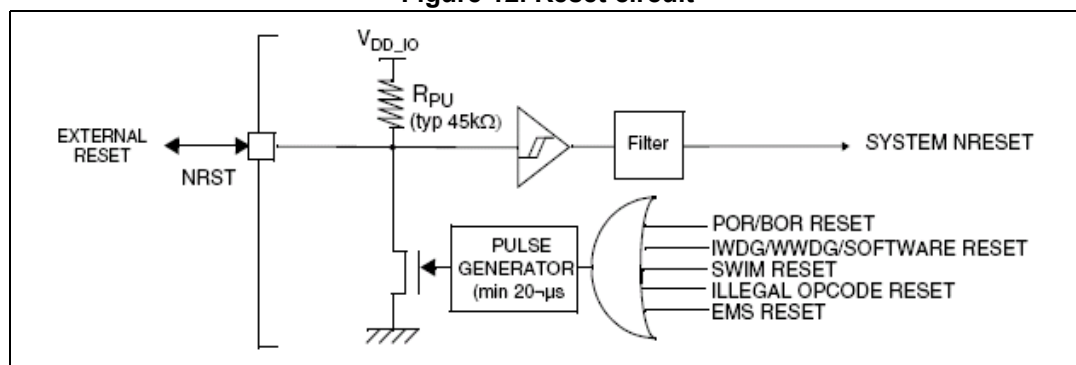 Figure 12. Reset circuit
VDD_IO
RPU
(typ 45kΩ)
EXTERNAL
RESET
NRST
Filter
SYSTEM NRESET
PULSE
GENERATOR
(min 20¬µs
POR/BOR RESET
IWDG/WWDG/SOFTWARE RESET
SWIM RESET
ILLEGAL OPCODE RESET
EMS RESET